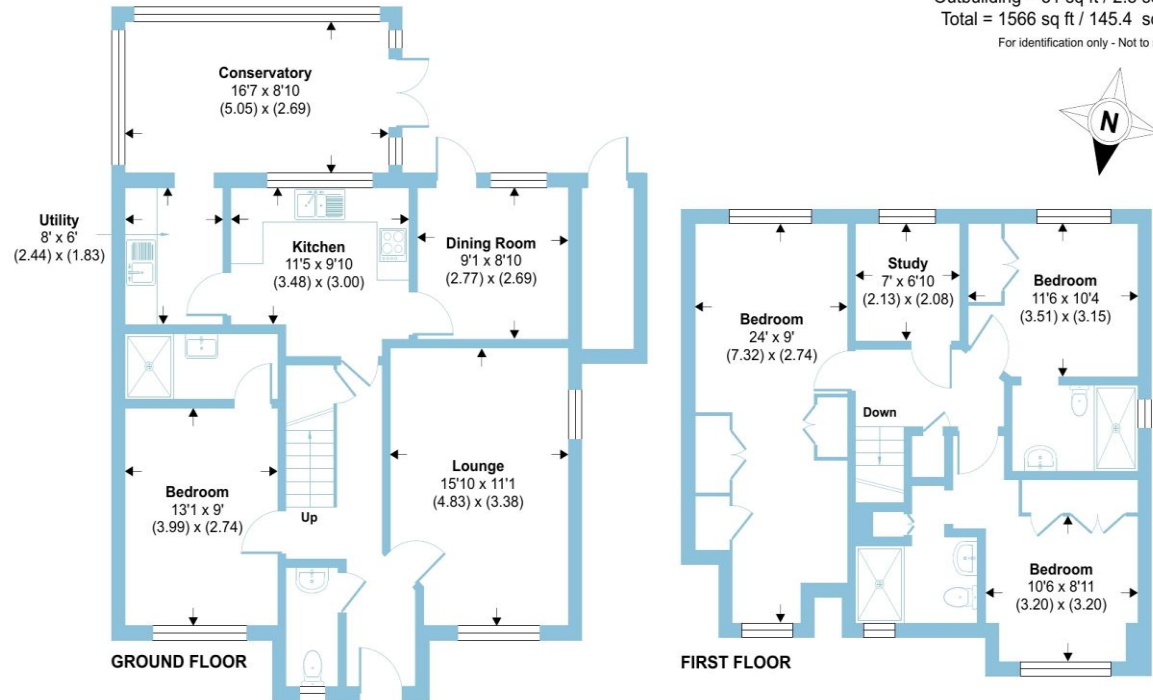 Total = 1566 sq ft / 145.4
For identification only - Not to
N
Conservatory
16'7 x 8'10
(5.05) x (2.69)
Utility
8' x 6'
(2.44) x (1.83)
Kitchen
11'5 x 9'10
(3.48) x (3.00)
Dining Room
9'1 x 8'10
(2.77) x (2.69)
Bedroom
13'1 x 9'
(3.99) x (2.74)
Up
Lounge
15'10 x 11'1
(4.83) x (3.38)
GROUND FLOOR
Bedroom
24' x 9'
(7.32) x (2.74)
Study
7' x 6'10
(2.13) x (2.08)
Bedroom
11'6 x 10'4
(3.51) x (3.15)
Down
Bedroom
10'6 x 8'11
(3.20) x (3.20)
FIRST FLOOR